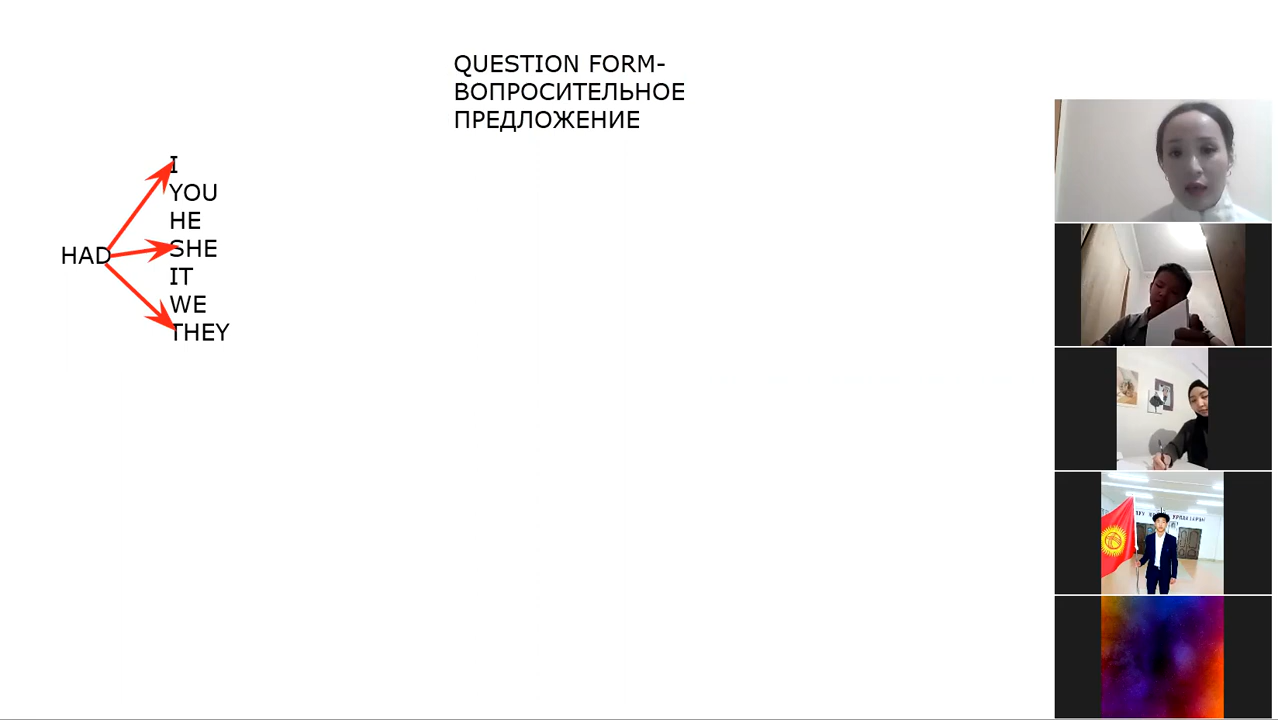 QUESTION FORM-
ВОПРОСИТЕЛЬНОЕ
ПРЕДЛОЖЕНИЕ
I
YOU
HE
HAD
SHE
IT
WE
THEY